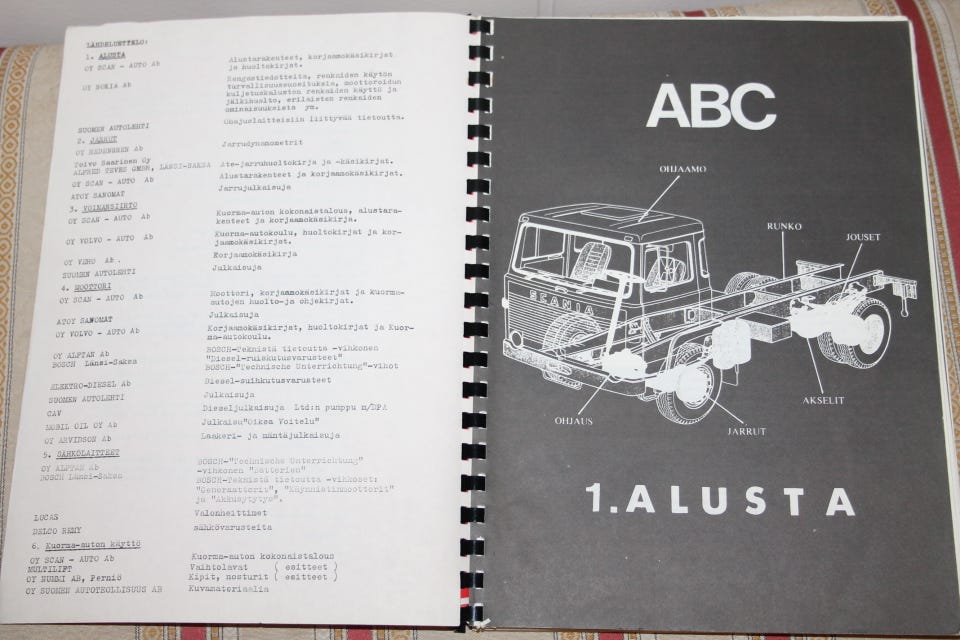 LÄHDELUETTELO:
1. ALUSTA
OY SCAN - AUTO Ab Alustarakenteet, korjaamokäsikirjat
ja huoltokirjat.
OY SOKIA Ab Rengastiedotteita, renkaiden käytön
turvallisuussuosituksia, moottoroidun
kuljetuskaluston renkaiden käyttö ja
jälkihuolto, erilaisten renkaiden
ominaisuuksista ym.
SUOMEN AUTOLEHTI Ohajuslaitteisiin liittyvää tietoutta.
2. JARRUT
OY HEDENGREN Ab Jarrudynamometrit
Toivo Saarinen Oy
ALFRED TEVES GMBH, LÄNSI-SAKSA Ate-jarruhuoltokirja ja -käsikirjat.
OY SCAN - AUTO Ab Alustarakenteet ja korjaamokäsikirjat.
ATOY SANOMAT Jarrujulkaisuja
3. VOIMANSIIRTO
OY SCAN - AUTO Ab Kuorma-auton kokonaistalous, alustara-
kenteet ja korjaamokäsikirja.
OY VOLVO - AUTO Ab Kuorma-autokoulu, huoltokirjat ja kor-
jaamokäsikirjat.
OY VEHO Ab . Korjaamokäsikirja
SUOMEN AUTOLEHTI Julkaisuja
4. MOOTTORI
OY SCAN - AUTO Ab Moottori, korjaamokäsikirjat ja kuorma-
autojen huolto-ja ohjekirjat.
ATOY SANOMAT Julkaisuja
OY VOLVO - AUTO Ab Korjaamokäsikirjat, huoltokirjat ja Kuor-
ma-autokoulu.
OY ALPTAN Ab BOSCH-Teknistä tietoutta -vihkonen
BOSCH Länsi-Saksa "Diesel-ruiskutusvarusteet"
BOSCH-"Technische Unterrichtung"-vihot
ELEKTRO-DIESEL Ab Diesel-suihkutusvarusteet
SUOMEN AUTOLEHTI Julkaisuja
CAV Dieseljulkaisuja Ltd:n pumppu m/DPA
MOBIL OIL OY Ab Julkaisu"Oikea Voitelu"
OY ARVIDSON Ab Laakeri- ja mäntäjulkaisuja
5. SÄHKÖLAITTEET
OY ALPTAN Ab BOSCH-"Technische Unterrichtung"
BOSCH Länsi-Saksa -vihkonen "Batterien"
BOSCH-Teknistä tietoutta -vihkoset:
"Generaattorit", "Käynnistinmoottorit"
ja "Akkusytytys".
LUCAS Valonheittimet
DELCO REMY sähkövarusteita
6. Kuorma-auton käyttö
OY SCAN - AUTO Ab Kuorma-auton kokonaistalous
MULTILIFT Vaihtolavat ( esitteet )
OY NUMMI AB, Perniö Kipit, nosturit ( esitteet )
OY SUOMEN AUTOTEOLLISUUS AB Kuvamateriaalia
ABC
OHJAAMO
RUNKO
JOUSET
SCANIA
OHJAUS
JARRUT
AKSELIT
1. ALUSTA